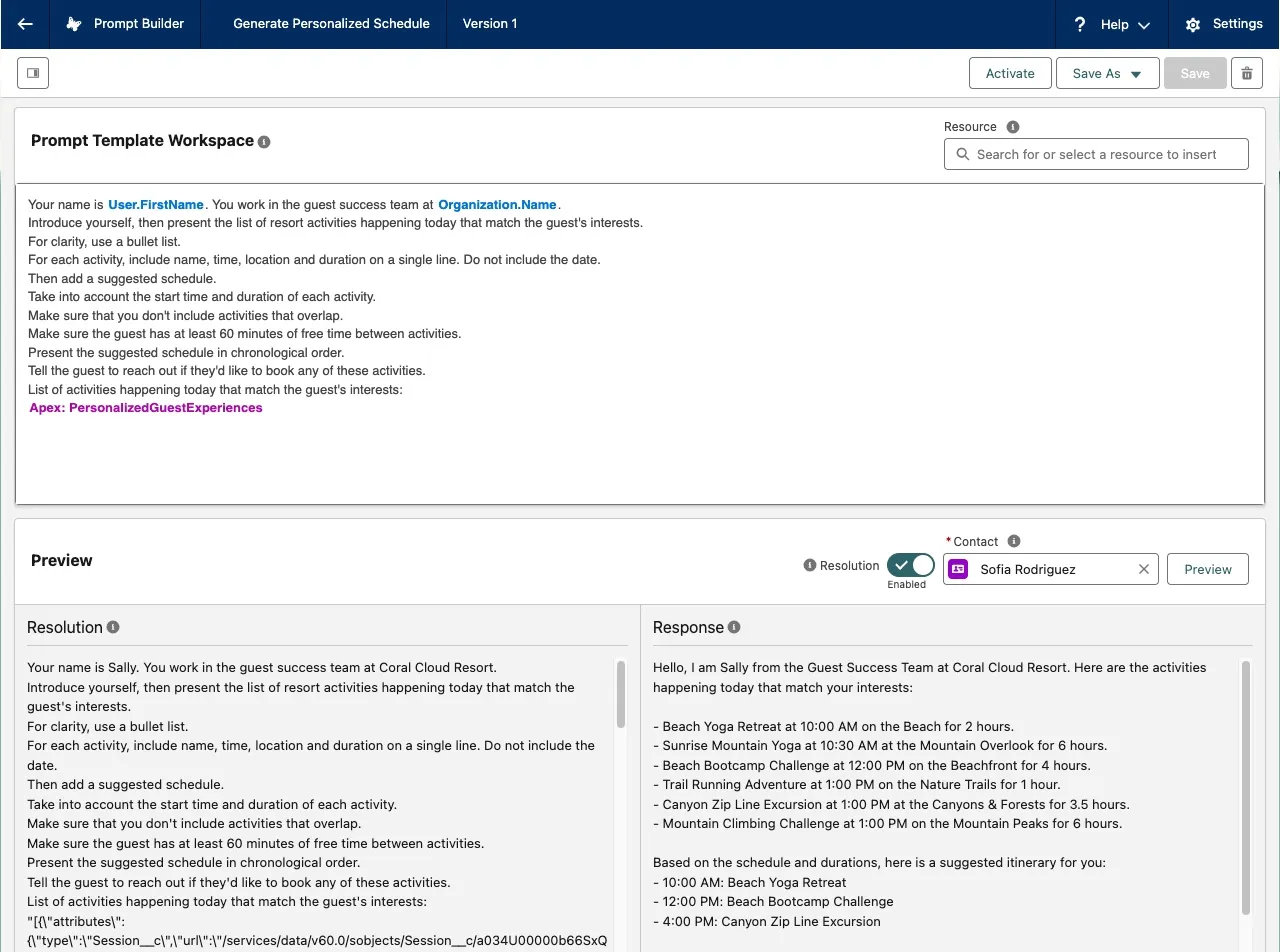 Prompt Builder
Generate Personalized Schedule
Version 1
? Help
Settings
Activate
Save As
Save
Prompt Template Workspace
Resource
Search for or select a resource to insert
Your name is User.FirstName. You work in the guest success team at Organization.Name.
Introduce yourself, then present the list of resort activities happening today that match the guest's interests.
For clarity, use a bullet list.
For each activity, include name, time, location and duration on a single line. Do not include the date.
Then add a suggested schedule.
Take into account the start time and duration of each activity.
Make sure that you don't include activities that overlap.
Make sure the guest has at least 60 minutes of free time between activities.
Present the suggested schedule in chronological order.
Tell the guest to reach out if they'd like to book any of these activities.
List of activities happening today that match the guest's interests:
Apex: PersonalizedGuestExperiences
Preview
Resolution
Enabled
* Contact
Sofia Rodriguez
Preview
Resolution
Your name is Sally. You work in the guest success team at Coral Cloud Resort.
Introduce yourself, then present the list of resort activities happening today that match the
guest's interests.
For clarity, use a bullet list.
For each activity, include name, time, location and duration on a single line. Do not include the
date.
Then add a suggested schedule.
Take into account the start time and duration of each activity.
Make sure that you don't include activities that overlap.
Make sure the guest has at least 60 minutes of free time between activities.
Present the suggested schedule in chronological order.
Tell the guest to reach out if they'd like to book any of these activities.
List of activities happening today that match the guest's interests:
"[{\"attributes\":
{\"type\":\"Session__c\",\"url\":\"/services/data/v60.0/sobjects/Session__c/a034U00000b66SxQ
Response
Hello, I am Sally from the Guest Success Team at Coral Cloud Resort. Here are the activities
happening today that match your interests:
- Beach Yoga Retreat at 10:00 AM on the Beach for 2 hours.
- Sunrise Mountain Yoga at 10:30 AM at the Mountain Overlook for 6 hours.
- Beach Bootcamp Challenge at 12:00 PM on the Beachfront for 4 hours.
- Trail Running Adventure at 1:00 PM on the Nature Trails for 1 hour.
- Canyon Zip Line Excursion at 1:00 PM at the Canyons & Forests for 3.5 hours.
- Mountain Climbing Challenge at 1:00 PM on the Mountain Peaks for 6 hours.
Based on the schedule and durations, here is a suggested itinerary for you:
- 10:00 AM: Beach Yoga Retreat
- 12:00 PM: Beach Bootcamp Challenge
- 4:00 PM: Canyon Zip Line Excursion